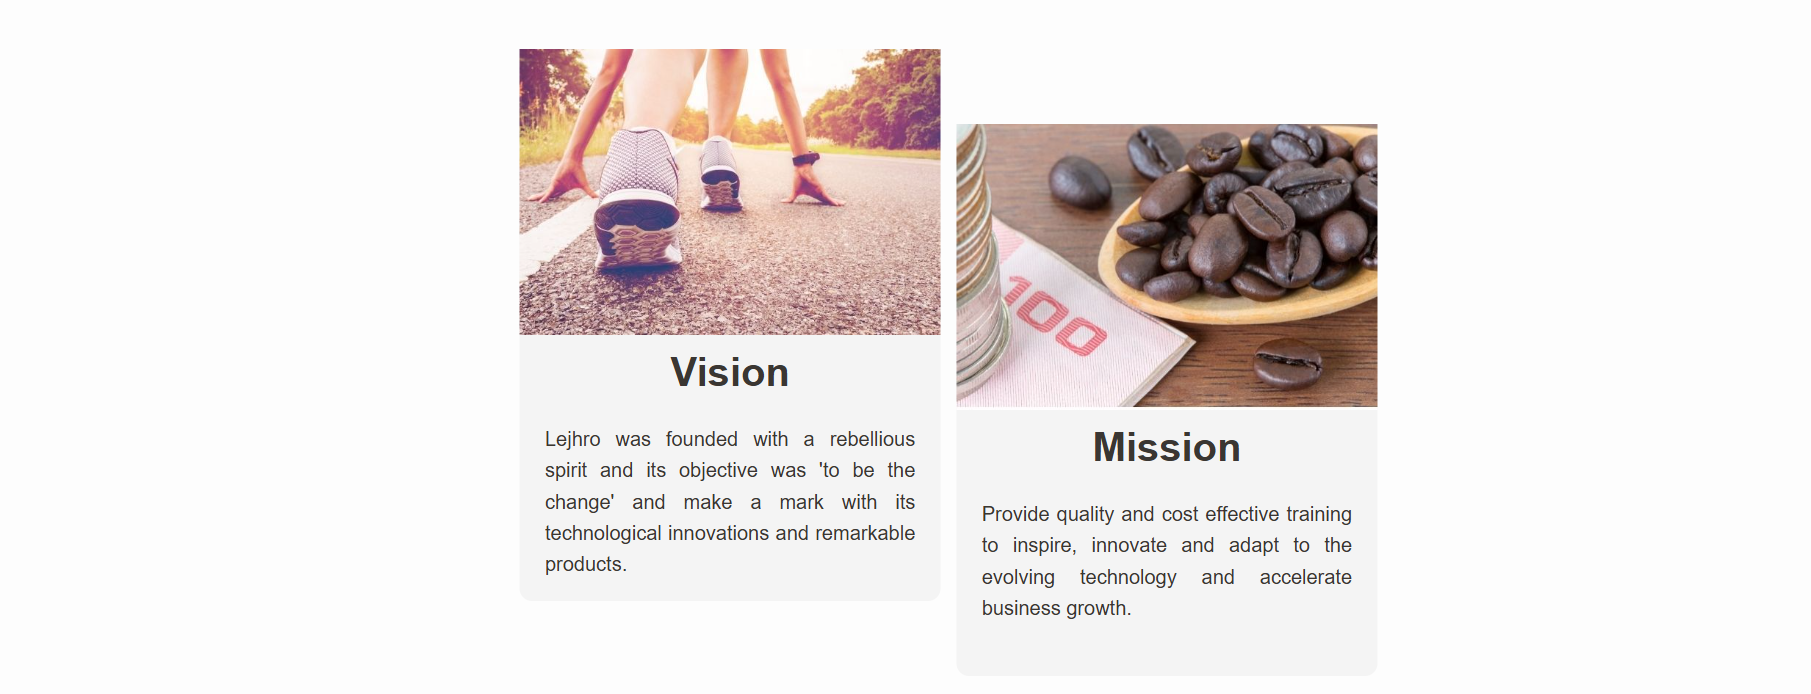 Vision
Lejhro was founded with a rebellious
spirit and its objective was 'to be the
change' and make a mark with its
technological innovations and remarkable
products.
100
Mission
Provide quality and cost effective training
to inspire, innovate and adapt to the
evolving technology and accelerate
business growth.